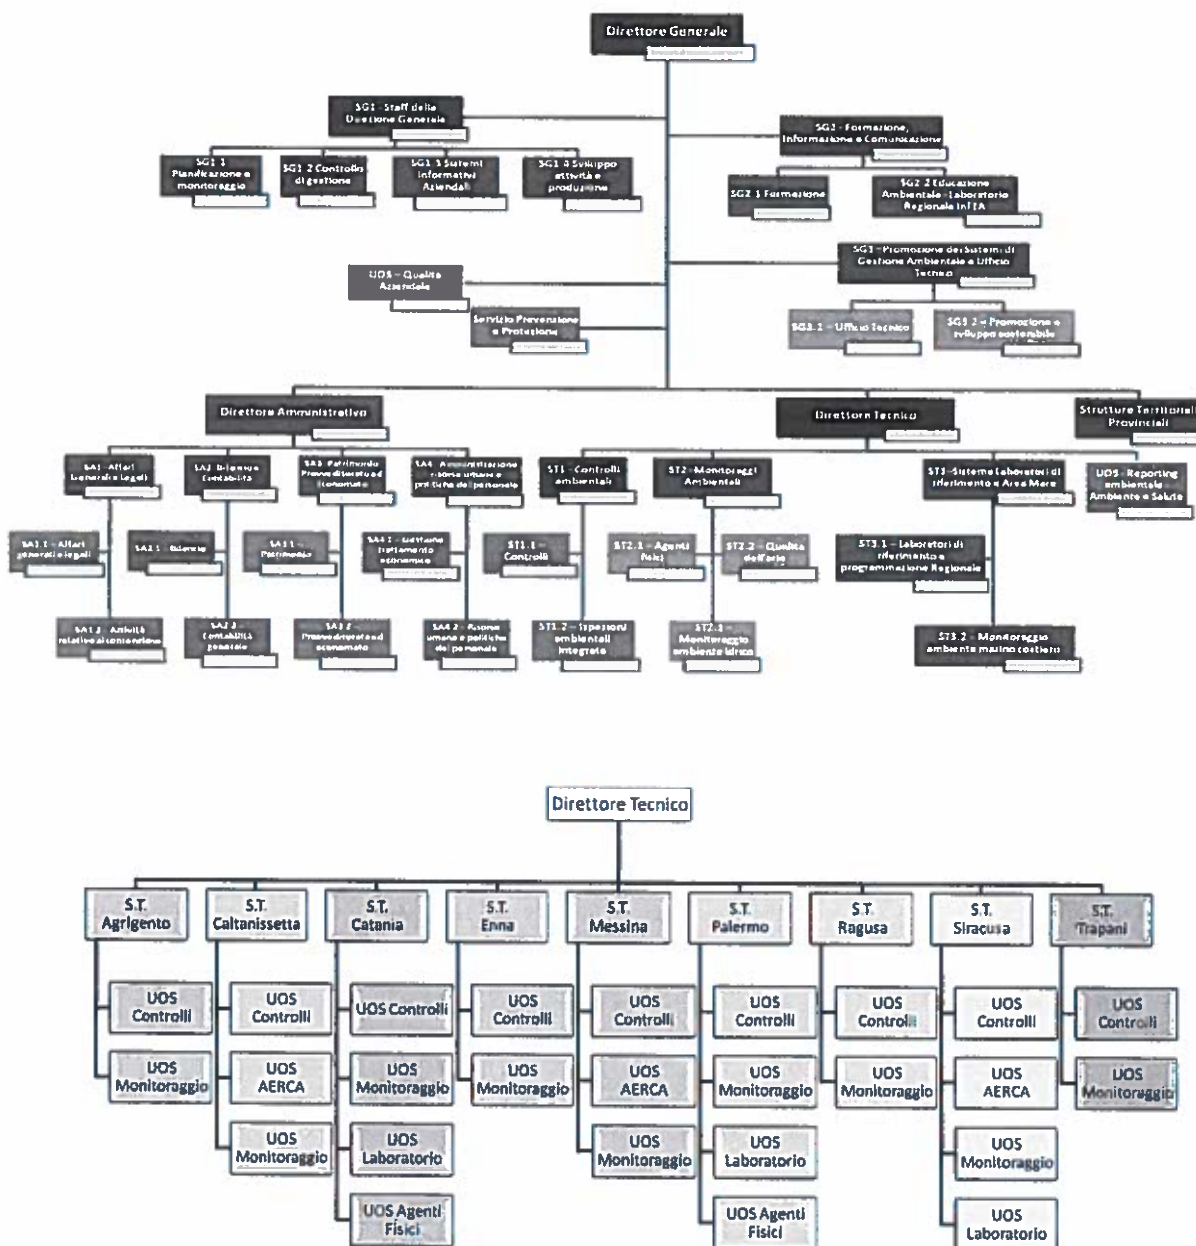 Direttore Generale
SG1 - Staff della
Direzione Generale
SG2 - Formazione,
Informazione e Comunicazione
SG1.1
Pianificazione e
monitoraggio
SG1.2 Controllo
di gestione
SG1.3 Sistemi
Informativi
Aziendali
SG1.4 Sviluppo
attività e
produzione
SG2.1 Formazione
SG2.2 Educazione
Ambientale - Laboratorio
Regionale
SG3 - Promozione dei Sistemi di
Gestione Ambientale e Ufficio
Tecnico
UOS - Qualità
Aziendale
Servizio Prevenzione
e Protezione
SG3.1 - Ufficio Tecnico
SG3.2 - Promozione e
sviluppo sostenibile
Direttore Amministrativo
Direttore Tecnico
Strutture Territoriali
Provinciali
SA1 - Affari
Generali e Legali
SA2 Bilancio e
Contabilità
SA3 Patrimonio
Provveditorato ed
Economato
SA4 Amministrazione
risorse umane e
politiche del personale
ST1 - Controlli
ambientali
ST2 - Monitoraggi
Ambientali
ST3 - Sistema Laboratori di
riferimento e Area Mare
UOS - Reporting
ambientale
Ambiente e Salute
SA1.1 - Affari
generali e legali
SA2.1 - Bilancio
SA3.1 -
Patrimonio
SA4.1 - Gestione
trattamento
economico
ST1.1 -
Controlli
ST2.1 - Agenti
fisici
ST2.2 - Qualità
dell'aria
ST3.1 - Laboratori di
riferimento e
programmazione Regionale
SA1.2 - Attività
relative al contenzioso
SA2.2 -
Contabilità
generale
SA3.2 -
Provveditorato ed
economato
SA4.2 - Risorse
umane e politiche
del personale
ST1.2 - Ispezioni
ambientali
integrate
ST2.3 -
Monitoraggio
ambiente idrico
ST3.2 - Monitoraggio
ambiente marino costiero
Direttore Tecnico
S.T.
Agrigento
S.T.
Caltanissetta
S.T.
Catania
S.T.
Enna
S.T.
Messina
S.T.
Palermo
S.T.
Ragusa
S.T.
Siracusa
S.T.
Trapani
UOS
Controlli
UOS
Controlli
UOS Controlli
UOS
Controlli
UOS
Controlli
UOS
Controlli
UOS
Controlli
UOS
Controlli
UOS
Controlli
UOS
Monitoraggio
UOS
AERCA
UOS
Monitoraggio
UOS
Monitoraggio
UOS
AERCA
UOS
Monitoraggio
UOS
Monitoraggio
UOS
AERCA
UOS
Monitoraggio
UOS
Monitoraggio
UOS
Laboratorio
UOS
Monitoraggio
UOS
Laboratorio
UOS
Monitoraggio
UOS Agenti
Fisici
UOS Agenti
Fisici
UOS
Laboratorio